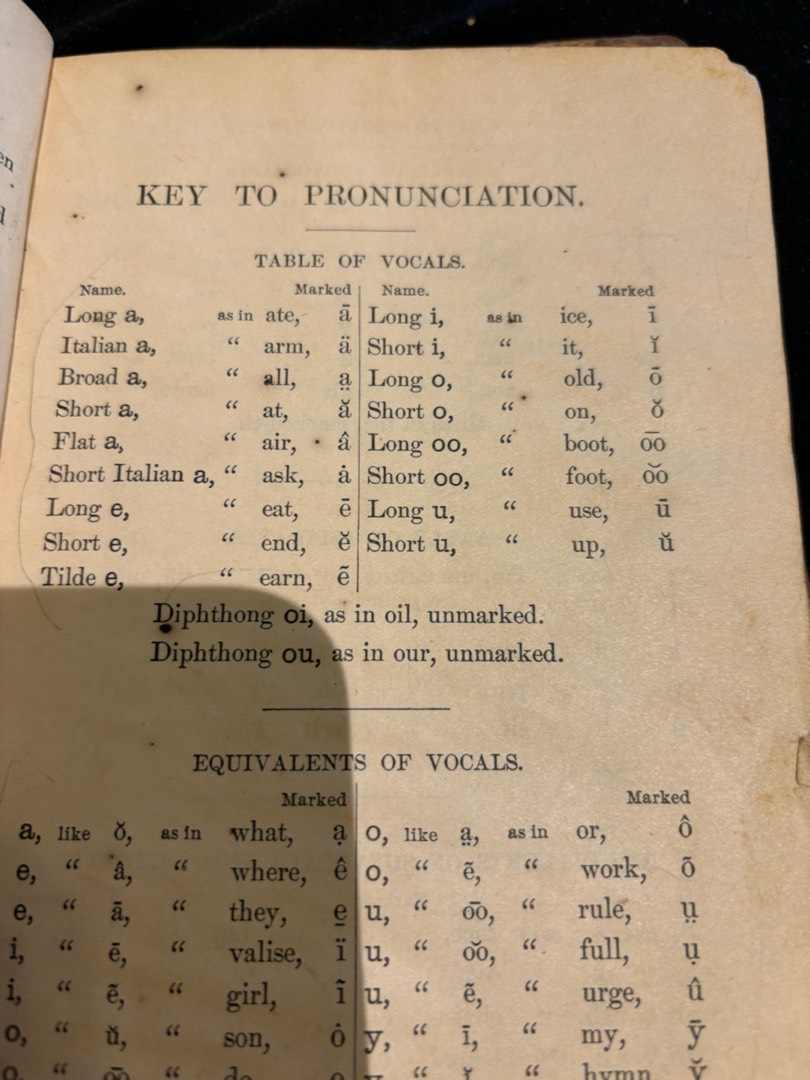 en
d
KEY TO PRONUNCIATION.
TABLE OF VOCALS.
Name. Marked Name. Marked
Long a, as in ate, ā Long i, as in ice, ī
Italian a, “ arm, ä Short i, “ it, ĭ
Broad a, “ all, a̤ Long o, “ old, ō
Short a, “ at, ă Short o, “ on, ŏ
Flat a, “ air, â Long oo, “ boot, o͞o
Short Italian a, “ ask, ȧ Short oo, “ foot, o͝o
Long e, “ eat, ē Long u, “ use, ū
Short e, “ end, ĕ Short u, “ up, ŭ
Tilde e, “ earn, ẽ
Diphthong oi, as in oil, unmarked.
Diphthong ou, as in our, unmarked.
EQUIVALENTS OF VOCALS.
Marked Marked
a, like ŏ, as in what, ạ o, like a̤, as in or, ô
e, “ â, “ where, ê o, “ ẽ, “ work, õ
e, “ ā, “ they, e̱ u, “ o͞o, “ rule, ṳ
i, “ ē, “ valise, ï u, “ o͝o, “ full, ụ
i, “ ẽ, “ girl, ĩ u, “ ẽ, “ urge, û
o, “ ŭ, “ son, ȯ y, “ ī, “ my, ȳ
o, “ o͞o, “ do, “ ĭ, “ hymn,